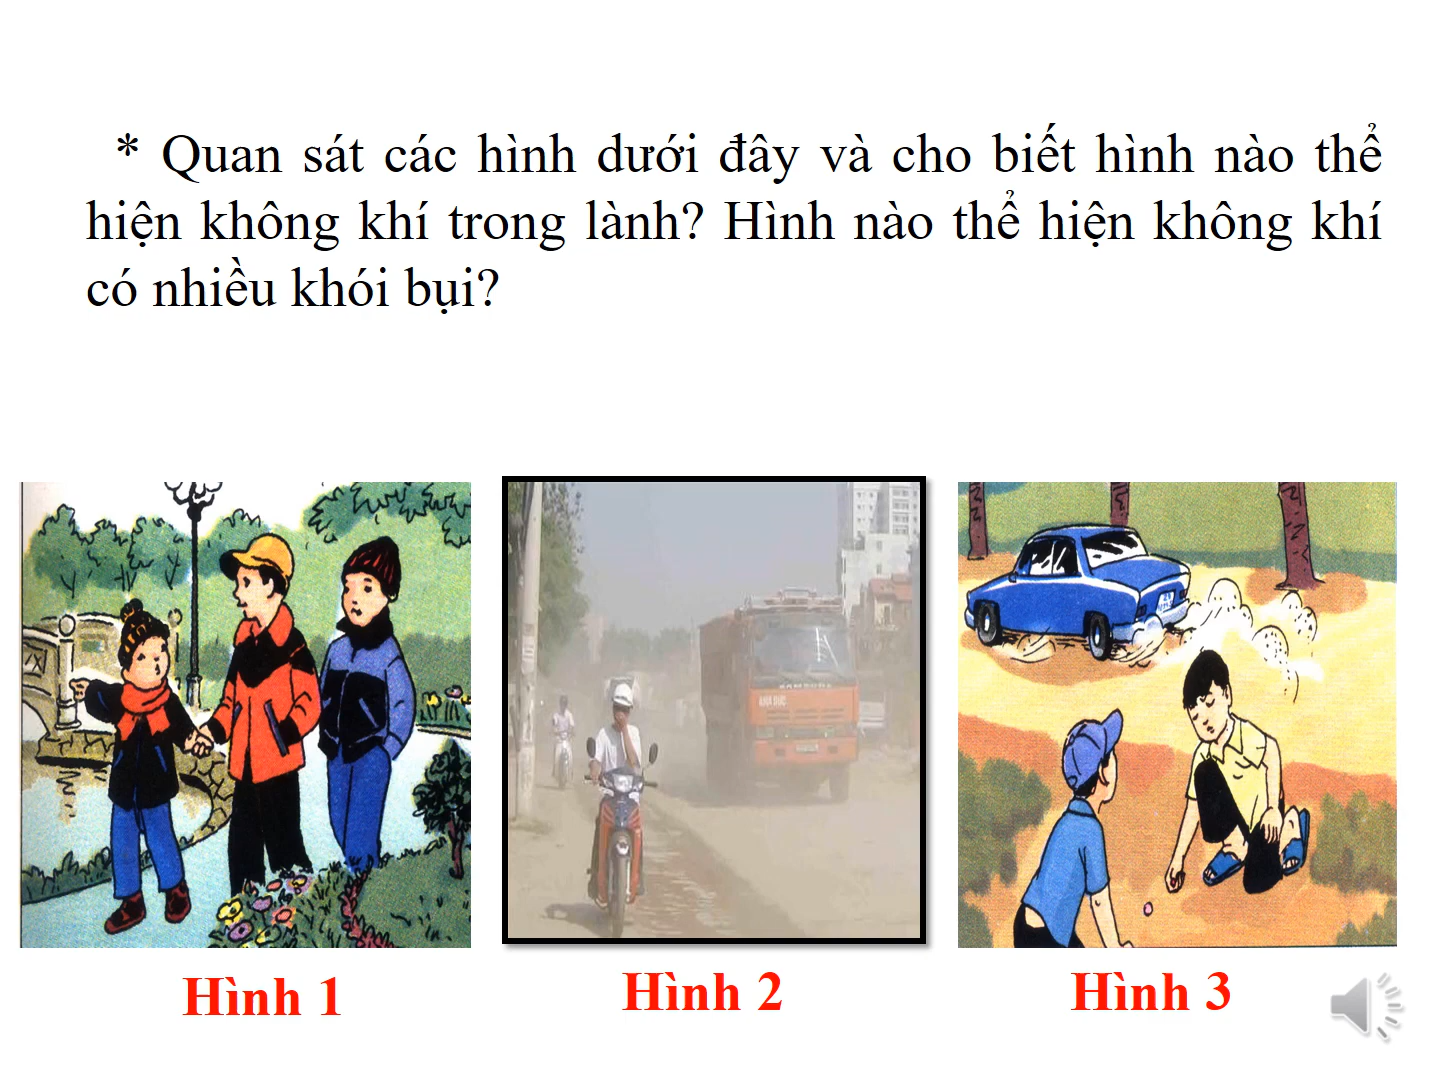 * Quan sát các hình dưới đây và cho biết hình nào thể
hiện không khí trong lành? Hình nào thể hiện không khí
có nhiều khói bụi?
Hình 1
Hình 2
Hình 3